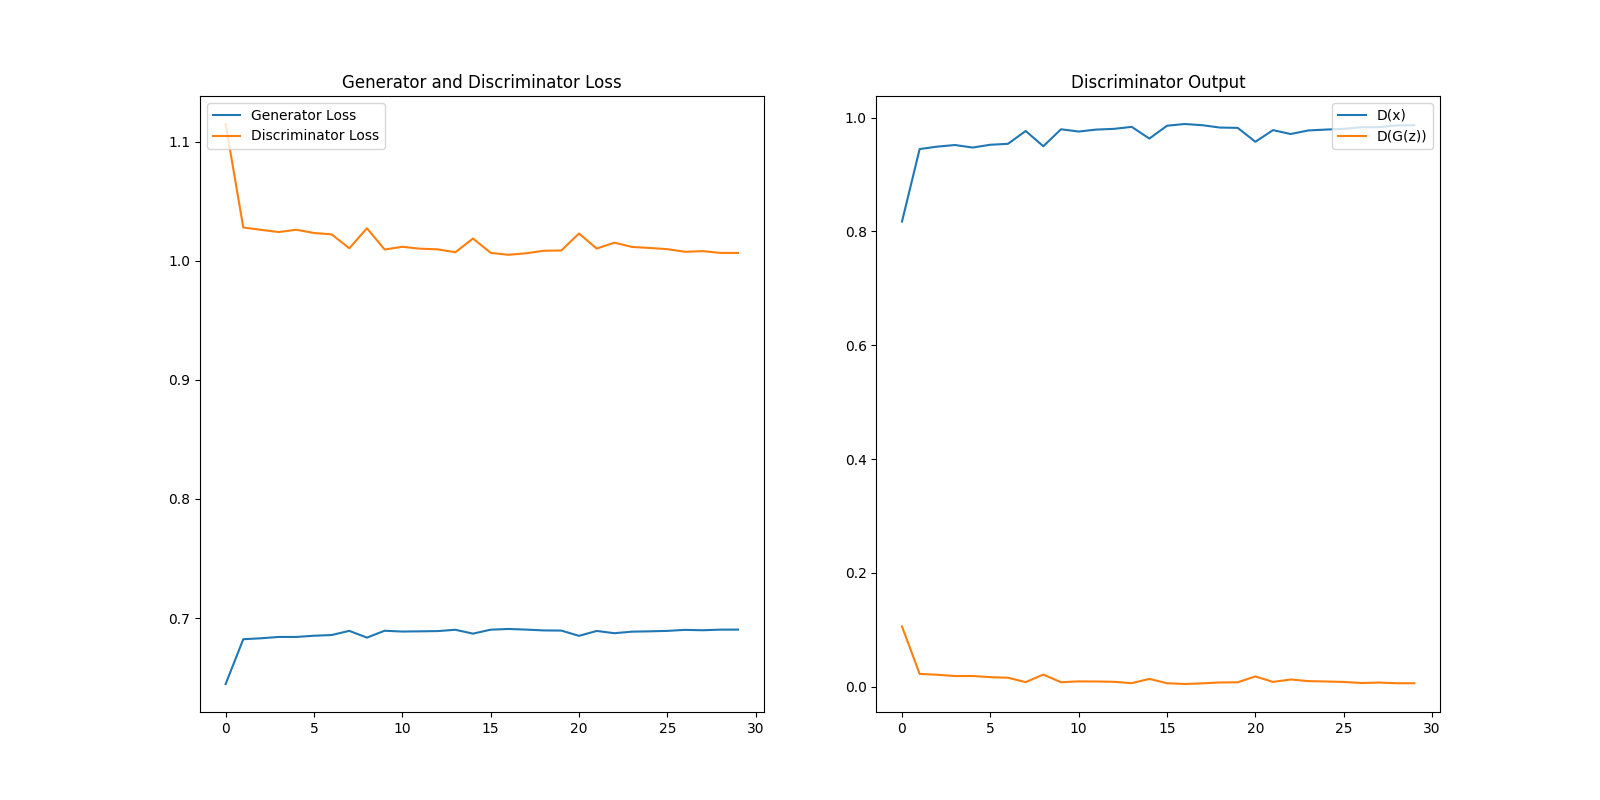 Generator and Discriminator Loss
Generator Loss
Discriminator Loss
1.1
1.0
0.9
0.8
0.7
0 5 10 15 20 25 30
Discriminator Output
D(x)
D(G(z))
1.0
0.8
0.6
0.4
0.2
0.0
0 5 10 15 20 25 30